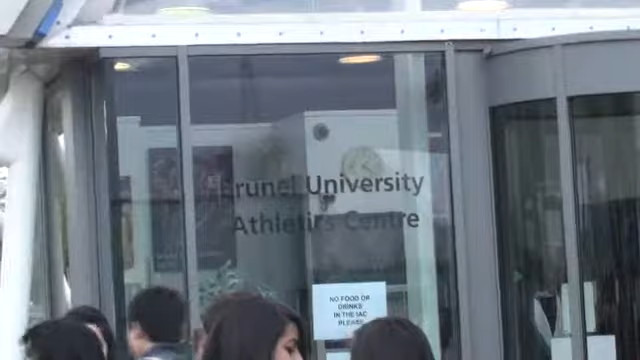 Brunel University
Athletics Centre
NO FOOD OR
DRINKS
IN THE IAC
PLEASE